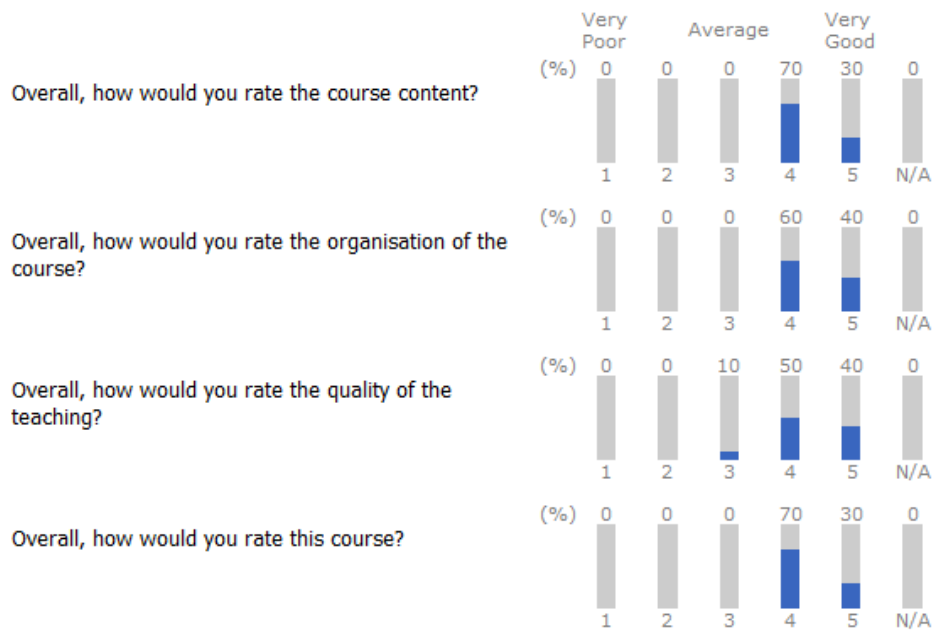 Very Poor Average Very Good
Overall, how would you rate the course content?
(%) 0 0 0 70 30 0
1 2 3 4 5 N/A
Overall, how would you rate the organisation of the
course?
(%) 0 0 0 60 40 0
1 2 3 4 5 N/A
Overall, how would you rate the quality of the
teaching?
(%) 0 0 10 50 40 0
1 2 3 4 5 N/A
Overall, how would you rate this course?
(%) 0 0 0 70 30 0
1 2 3 4 5 N/A